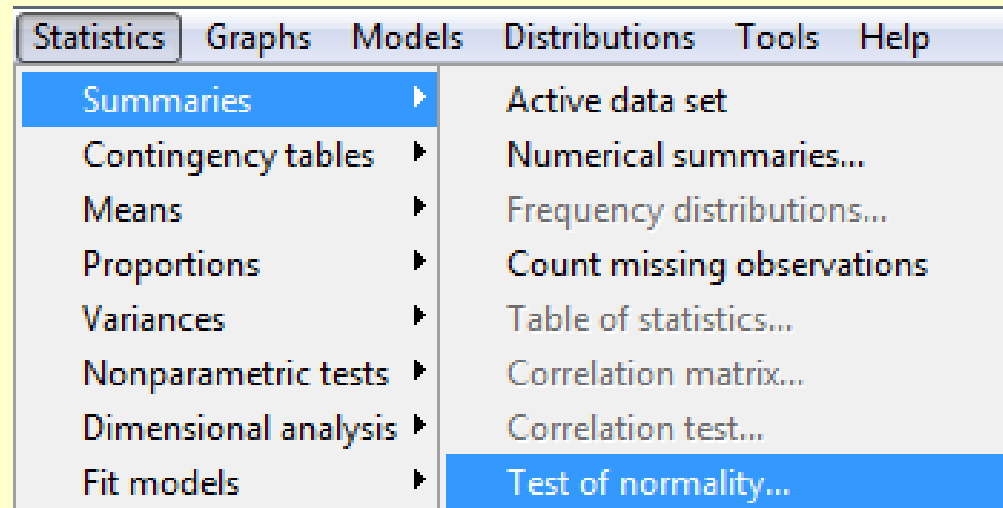 Statistics Graphs Models Distributions Tools Help
Summaries
Contingency tables
Means
Proportions
Variances
Nonparametric tests
Dimensional analysis
Fit models
Active data set
Numerical summaries...
Frequency distributions...
Count missing observations
Table of statistics...
Correlation matrix...
Correlation test...
Test of normality...